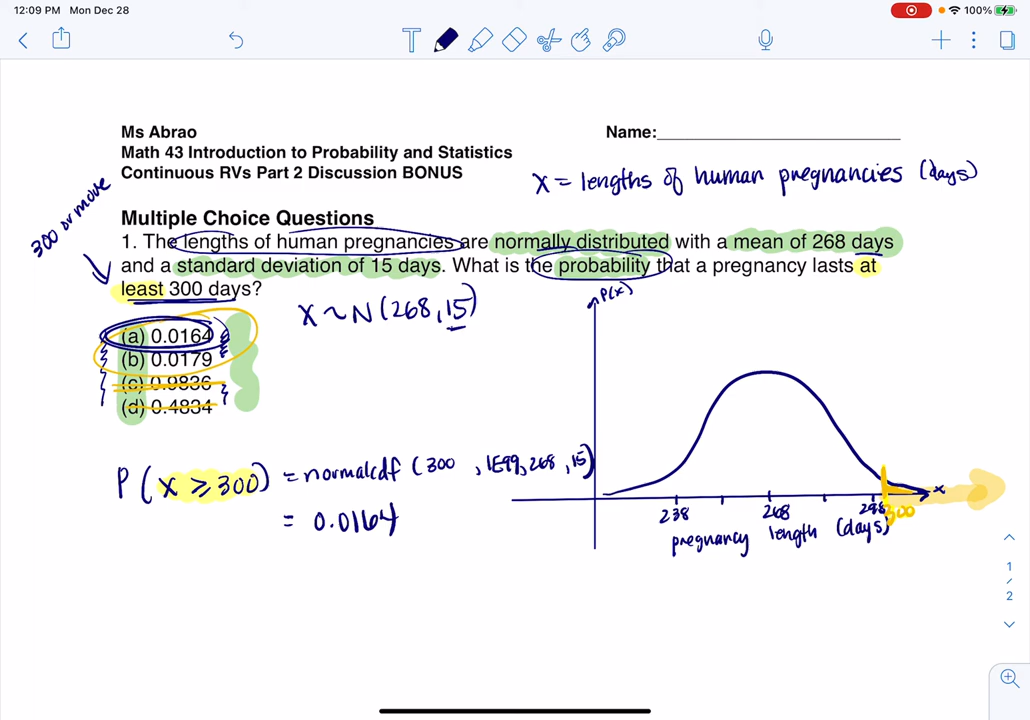 12:09 PM Mon Dec 28
100%
Ms Abrao
Name:
Math 43 Introduction to Probability and Statistics
Continuous RVs Part 2 Discussion BONUS
X = lengths of human pregnancies (days)
300 or more
Multiple Choice Questions
1. The lengths of human pregnancies are normally distributed with a mean of 268 days
and a standard deviation of 15 days. What is the probability that a pregnancy lasts at
least 300 days?
X ~ N (268, 15)
P(x)
(a) 0.0164
(b) 0.0179
(c) 0.9836
(d) 0.4834
P (x ≥ 300) = normalcdf (300 , 1E99, 268 , 15)
= 0.0164
x
238 268 298 300
pregnancy length (days)
1
/
2